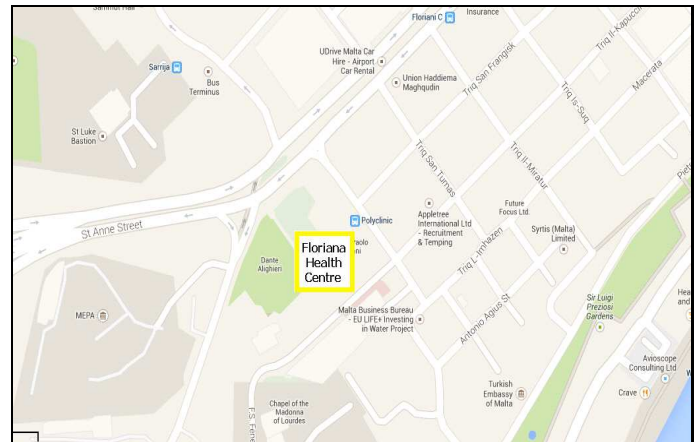 Floriani C
Insurance
UDrive Malta Car
Hire - Airport
Car Rental
Sarrija
Bus
Terminus
Union Haddiema
Maghqudin
Triq San Frangisk
Triq Il-Kapuccini
Macerata
Triq Is-Suq
St Luke
Bastion
Triq San Tumas
Triq Il-Miratur
St Anne Street
Polyclinic
Appletree
International Ltd
- Recruitment
& Temping
Future
Focus Ltd.
Syrtis (Malta)
Limited
Floriana
Health
Centre
Dante
Alighieri
Triq L-Imhazen
MEPA
Malta Business Bureau
- EU LIFE+ Investing
in Water Project
Antonio Agius St
Sir Luigi
Preziosi
Gardens
Avioscope
Consulting Ltd
Turkish
Embassy
of Malta
Crave
Chapel of the
Madonna
of Lourdes